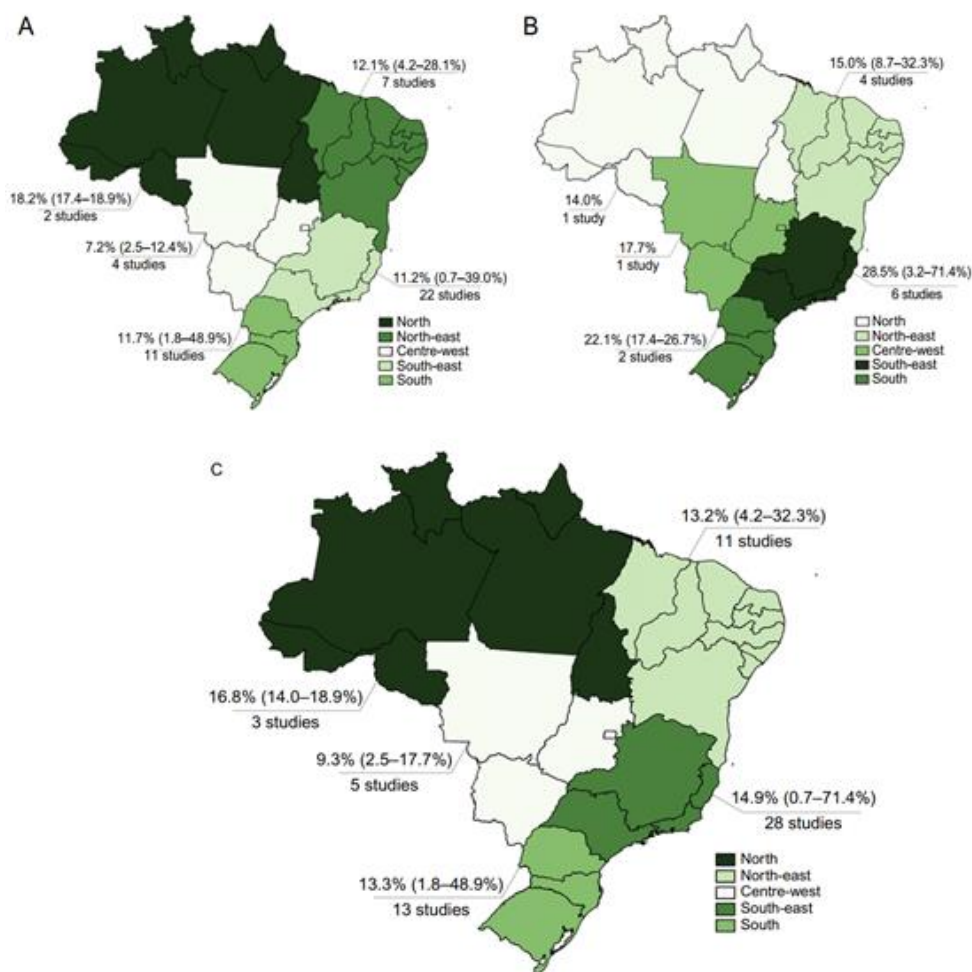 A
12.1% (4.2–28.1%)
7 studies
18.2% (17.4–18.9%)
2 studies
7.2% (2.5–12.4%)
4 studies
11.2% (0.7–39.0%)
22 studies
11.7% (1.8–48.9%)
11 studies
North
North-east
Centre-west
South-east
South
B
15.0% (8.7–32.3%)
4 studies
14.0%
1 study
17.7%
1 study
28.5% (3.2–71.4%)
6 studies
22.1% (17.4–26.7%)
2 studies
North
North-east
Centre-west
South-east
South
C
13.2% (4.2–32.3%)
11 studies
16.8% (14.0–18.9%)
3 studies
9.3% (2.5–17.7%)
5 studies
14.9% (0.7–71.4%)
28 studies
13.3% (1.8–48.9%)
13 studies
North
North-east
Centre-west
South-east
South